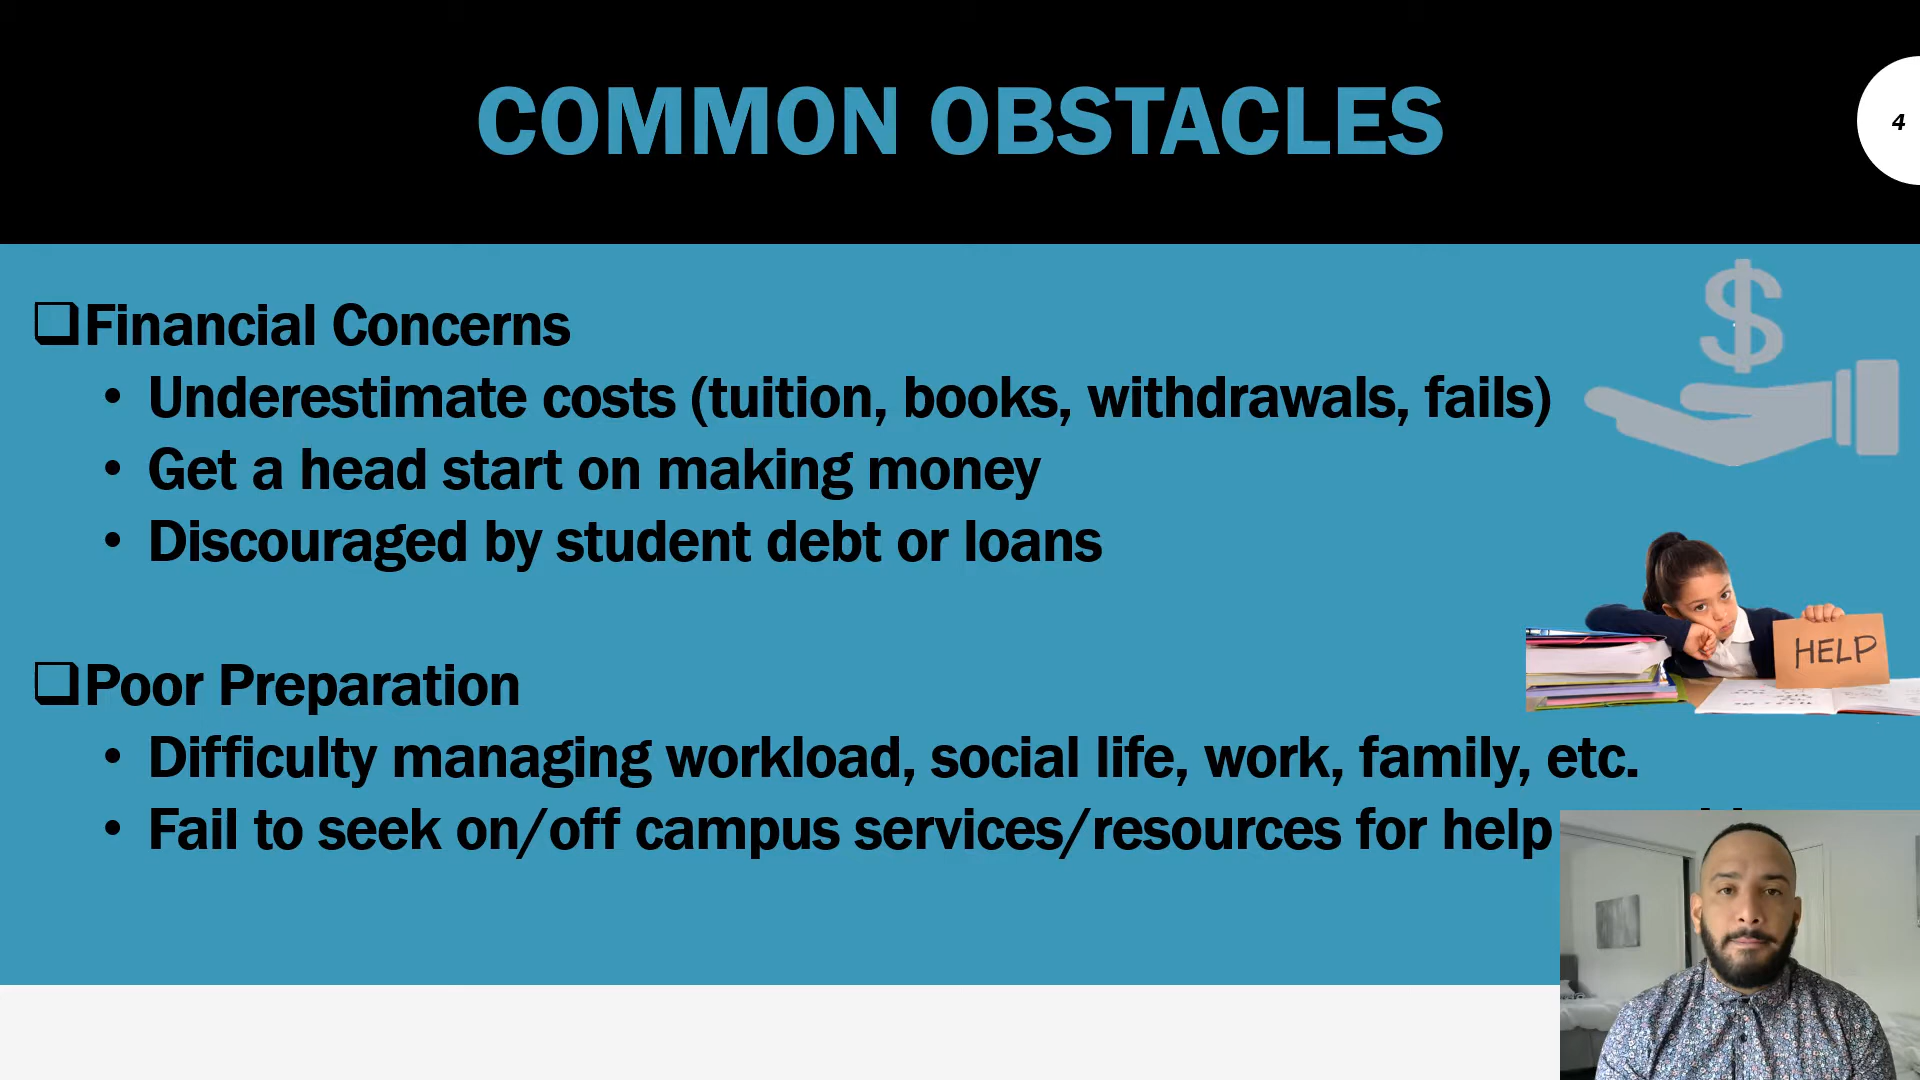 COMMON OBSTACLES
4
Financial Concerns
• Underestimate costs (tuition, books, withdrawals, fails)
• Get a head start on making money
• Discouraged by student debt or loans
HELP
Poor Preparation
• Difficulty managing workload, social life, work, family, etc.
• Fail to seek on/off campus services/resources for help